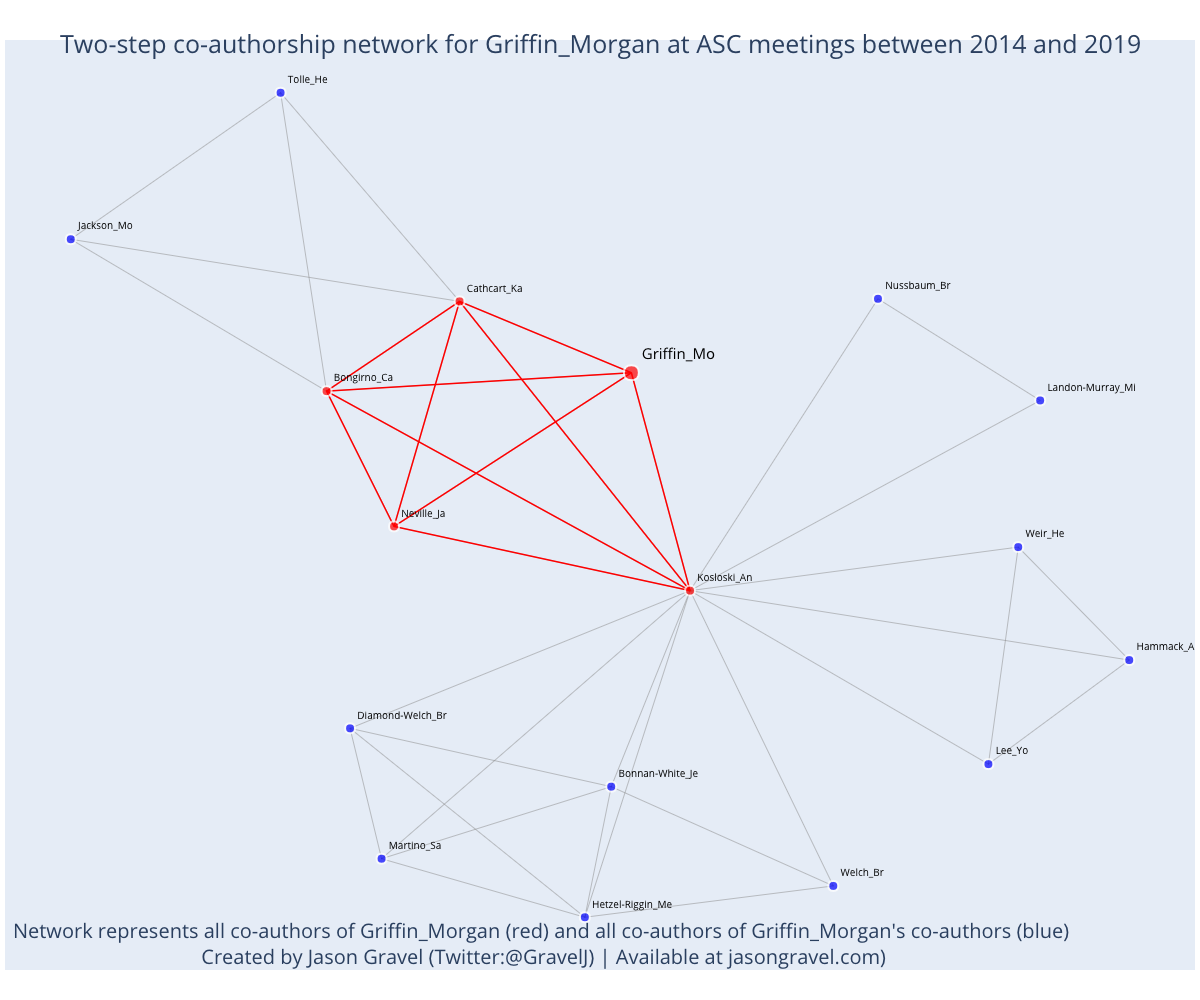 Two-step co-authorship network for Griffin_Morgan at ASC meetings between 2014 and 2019
Tolle_He
Jackson_Mo
Cathcart_Ka
Nussbaum_Br
Griffin_Mo
Bongirno_Ca
Landon-Murray_Mi
Neville_Ja
Weir_He
Kosloski_An
Hammack_A
Diamond-Welch_Br
Lee_Yo
Bonnan-White_Je
Martino_Sa
Welch_Br
Hetzel-Riggin_Me
Network represents all co-authors of Griffin_Morgan (red) and all co-authors of Griffin_Morgan's co-authors (blue)
Created by Jason Gravel (Twitter:@GravelJ) | Available at jasongravel.com)